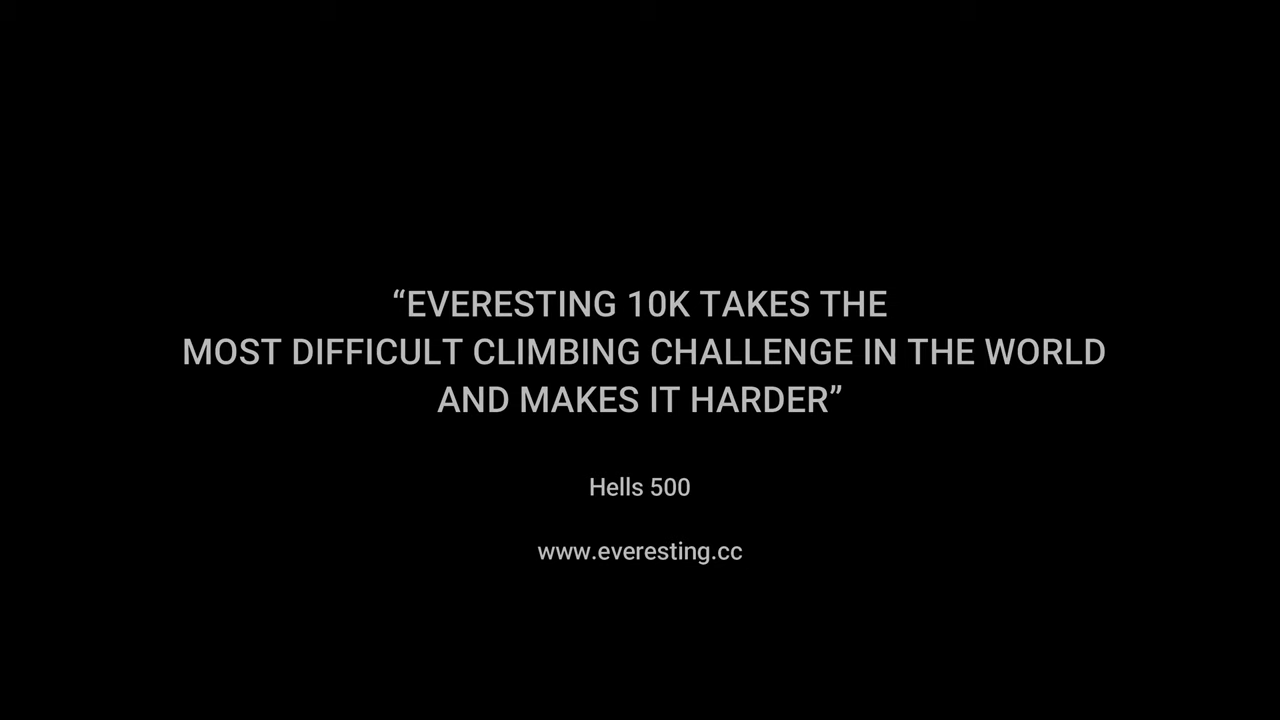 “EVERESTING 10K TAKES THE
MOST DIFFICULT CLIMBING CHALLENGE IN THE WORLD
AND MAKES IT HARDER”
Hells 500
www.everesting.cc